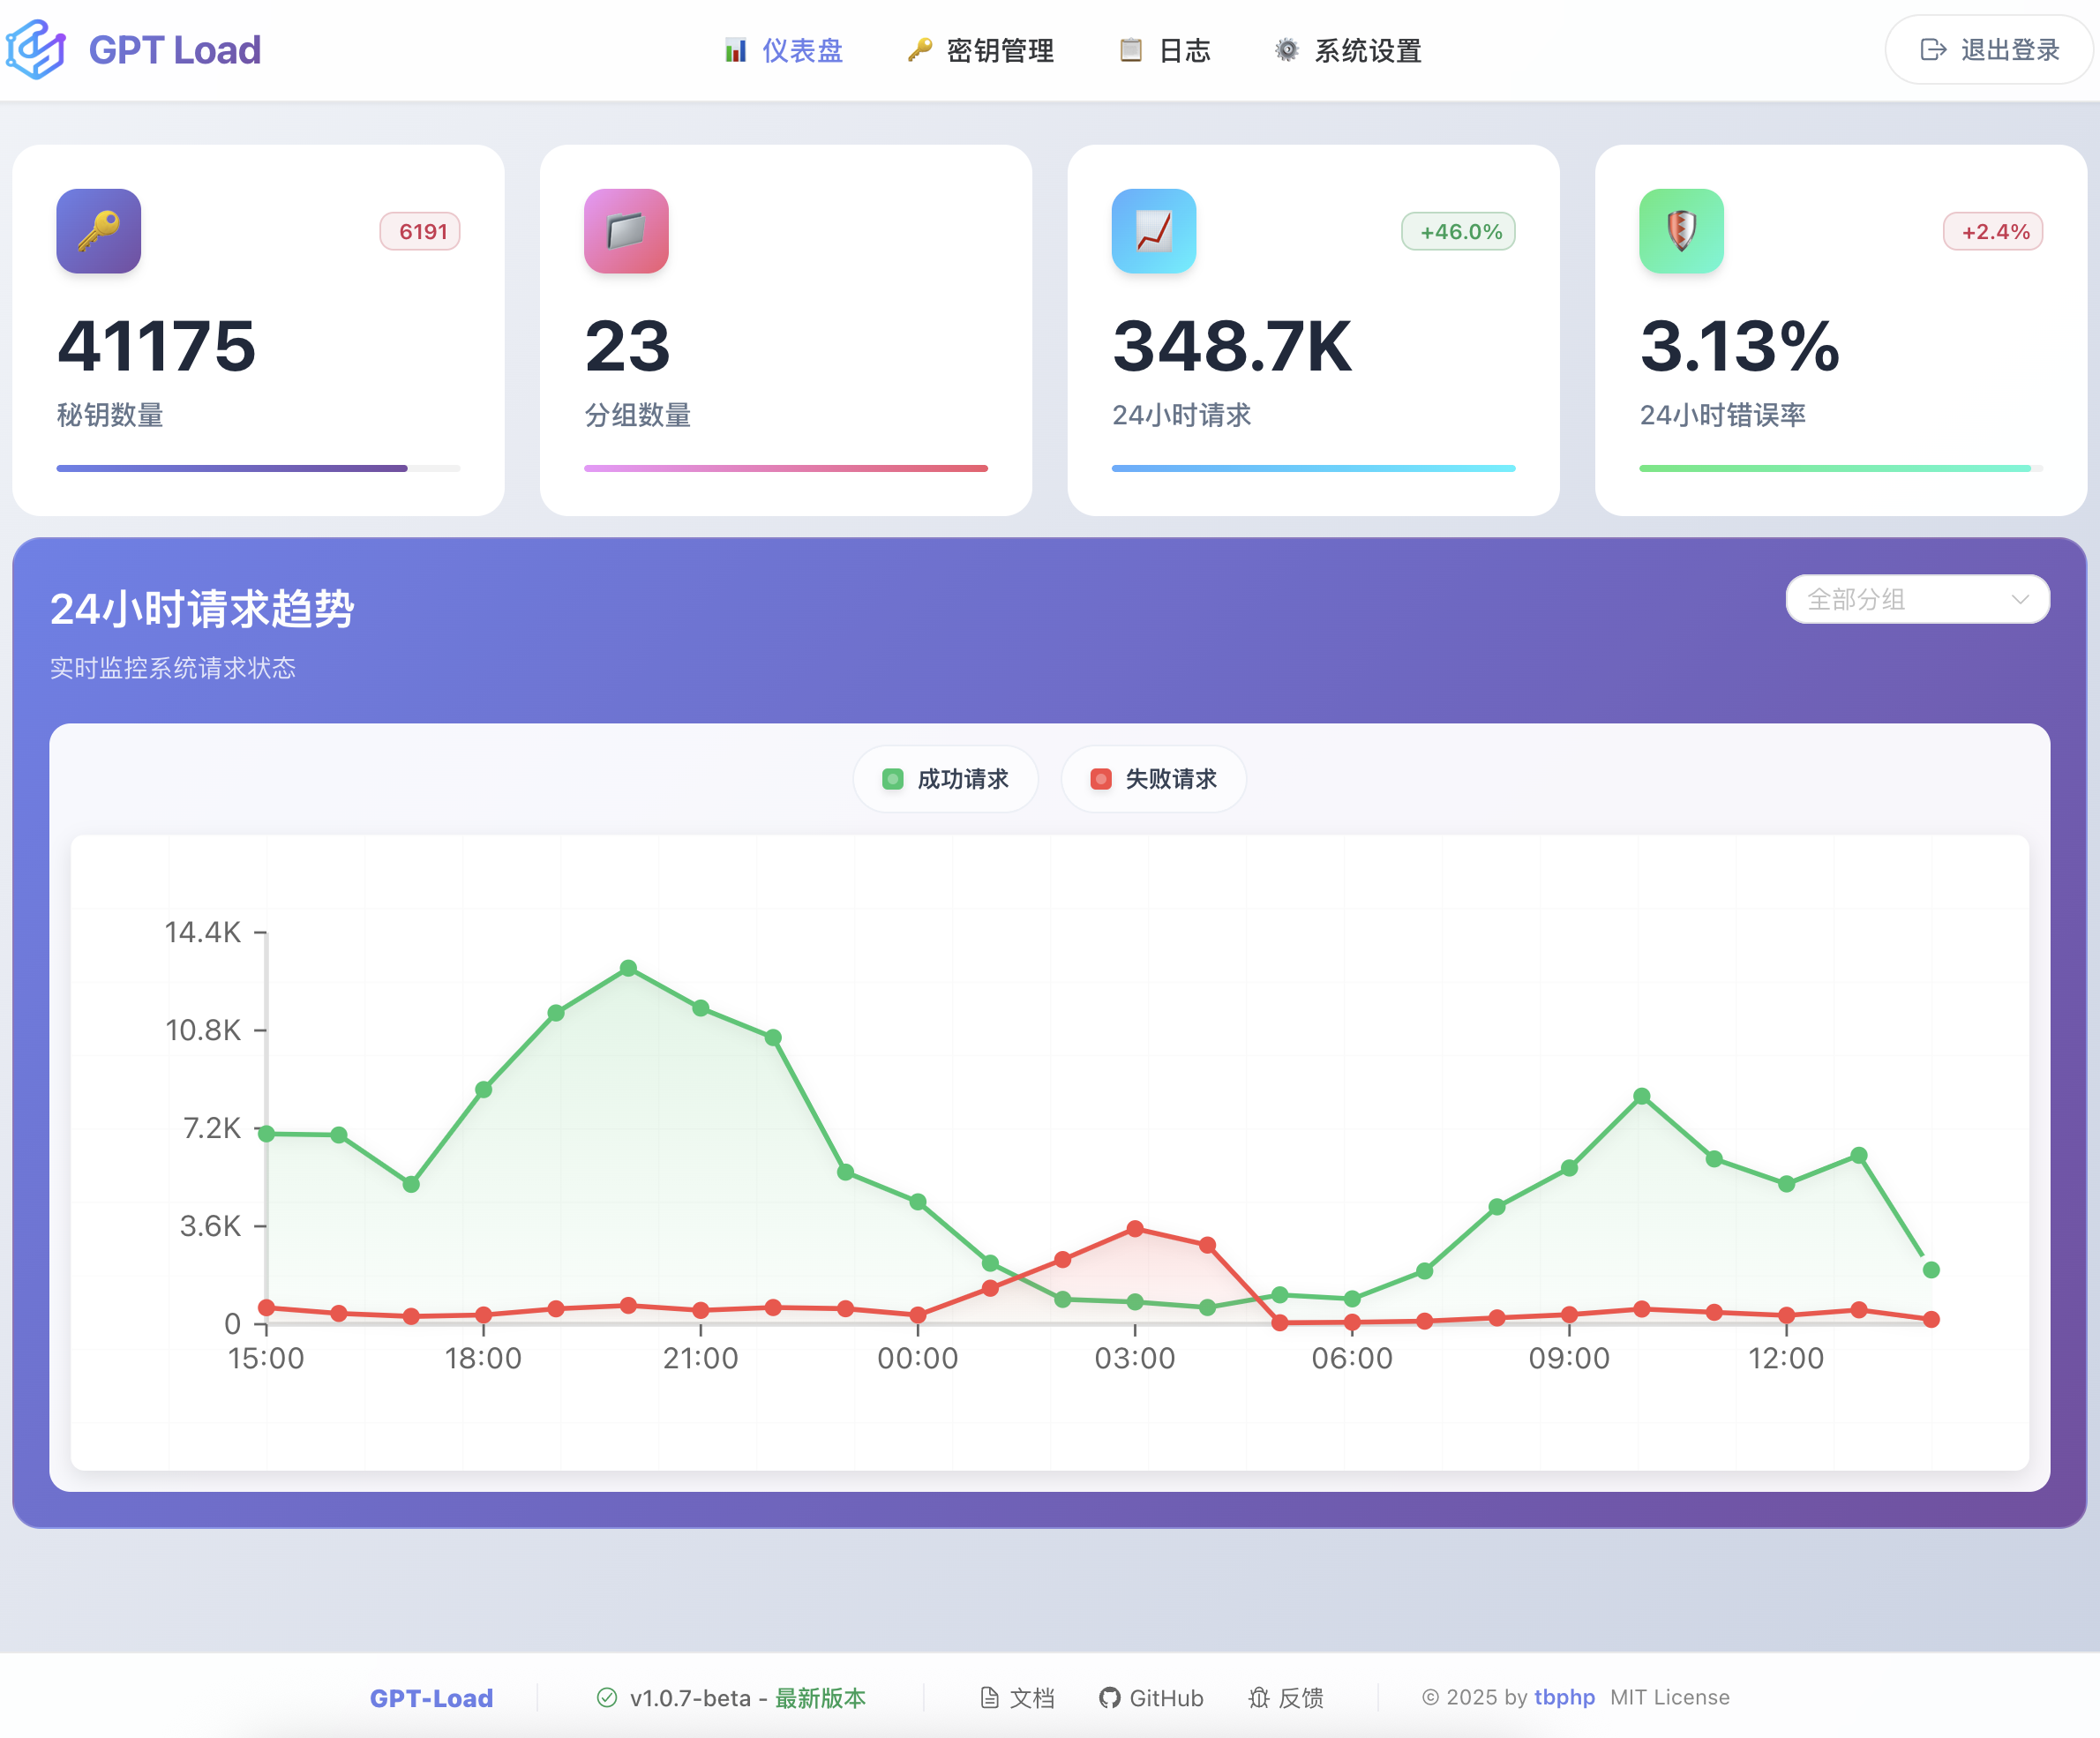 GPT Load
仪表盘
密钥管理
日志
系统设置
退出登录
6191
41175
秘钥数量
23
分组数量
+46.0%
348.7K
24小时请求
+2.4%
3.13%
24小时错误率
24小时请求趋势
全部分组
实时监控系统请求状态
成功请求
失败请求
14.4K
10.8K
7.2K
3.6K
0
15:00 18:00 21:00 00:00 03:00 06:00 09:00 12:00
GPT-Load
v1.0.7-beta - 最新版本
文档
GitHub
反馈
© 2025 by tbphp MIT License